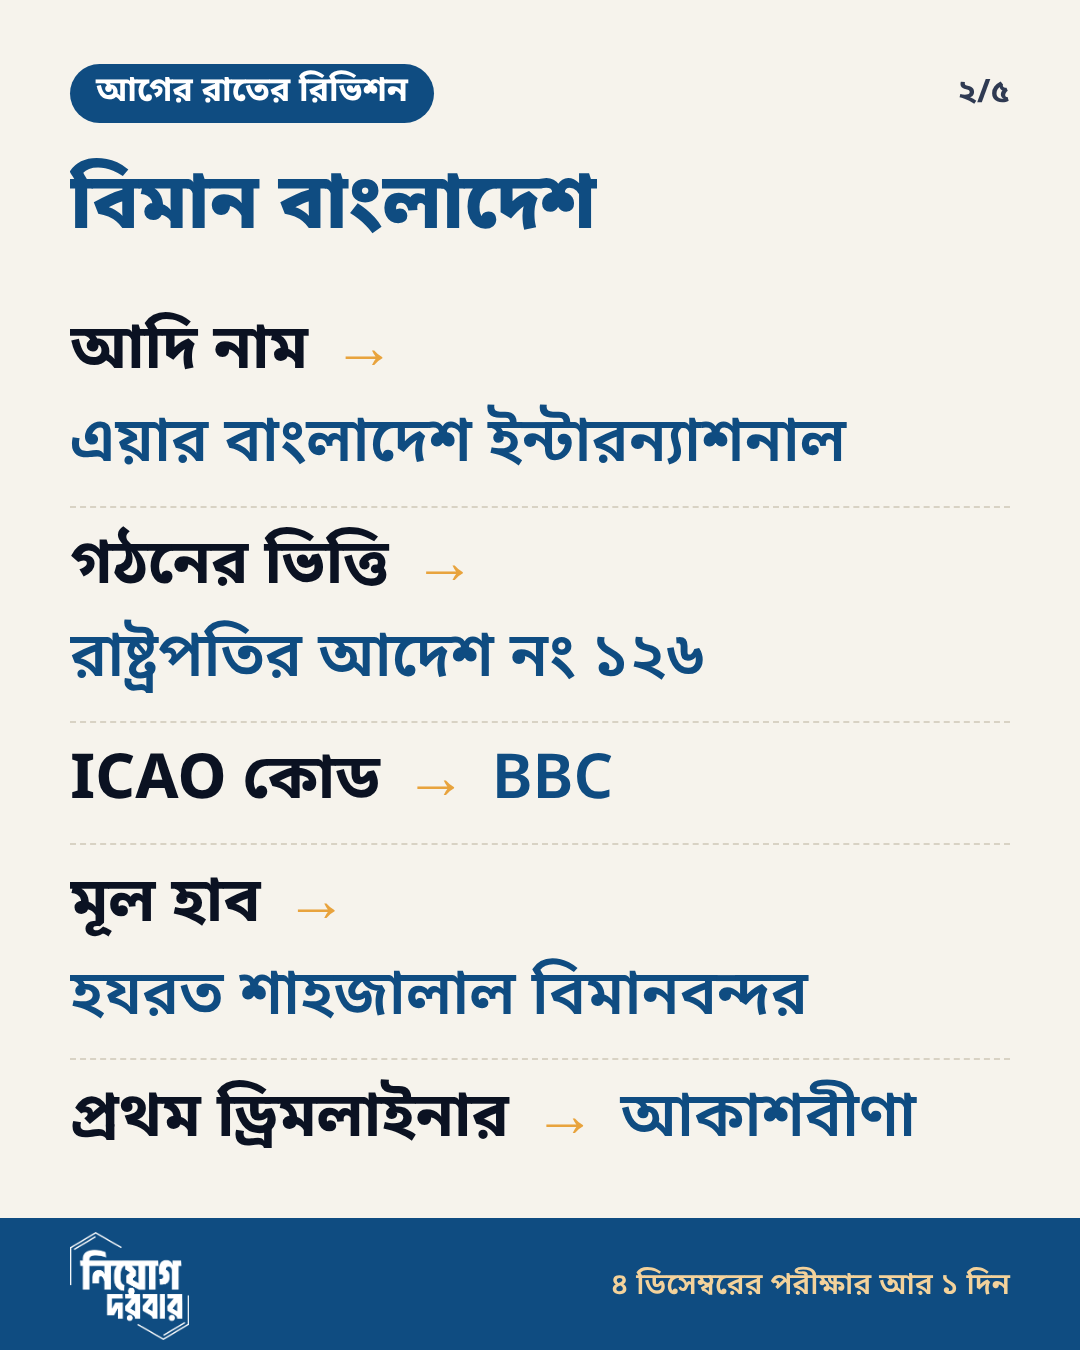 আগের রাতের রিভিশন
২/৫
বিমান বাংলাদেশ
আদি নাম →
এয়ার বাংলাদেশ ইন্টারন্যাশনাল
গঠনের ভিত্তি →
রাষ্ট্রপতির আদেশ নং ১২৬
ICAO কোড → BBC
মূল হাব →
হযরত শাহজালাল বিমানবন্দর
প্রথম ড্রিমলাইনার → আকাশবীণা
নিয়োগ
দরবার
৪ ডিসেম্বরের পরীক্ষার আর ১ দিন